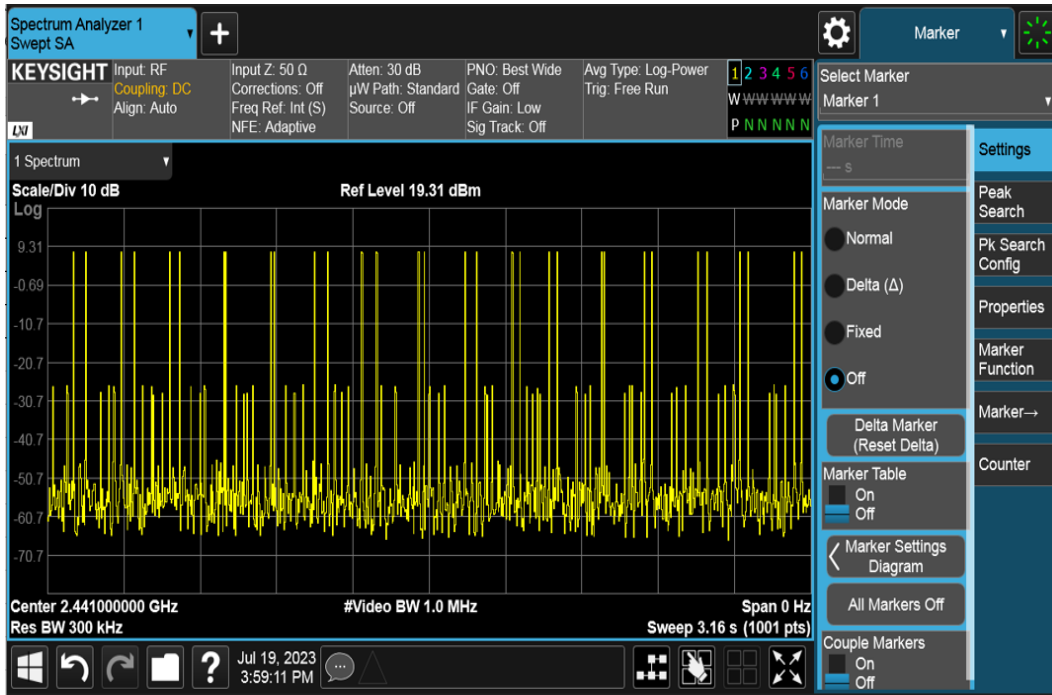 Spectrum Analyzer 1
Swept SA
Marker
KEYSIGHT
Input: RF
Coupling: DC
Align: Auto
Input Z: 50 Ω
Corrections: Off
Freq Ref: Int (S)
NFE: Adaptive
Atten: 30 dB
µW Path: Standard
Source: Off
PNO: Best Wide
Gate: Off
IF Gain: Low
Sig Track: Off
Avg Type: Log-Power
Trig: Free Run
1 2 3 4 5 6
W W W W W W
P N N N N N
LXI
Select Marker
Marker 1
1 Spectrum
Scale/Div 10 dB
Ref Level 19.31 dBm
Log
9.31
-0.69
-10.7
-20.7
-30.7
-40.7
-50.7
-60.7
-70.7
Center 2.441000000 GHz
#Video BW 1.0 MHz
Span 0 Hz
Res BW 300 kHz
Sweep 3.16 s (1001 pts)
Marker Time
--- s
Marker Mode
Normal
Delta (Δ)
Fixed
Off
Delta Marker
(Reset Delta)
Marker Table
On
Off
Marker Settings
Diagram
All Markers Off
Couple Markers
On
Off
Settings
Peak
Search
Pk Search
Config
Properties
Marker
Function
Marker→
Counter
?
Jul 19, 2023
3:59:11 PM